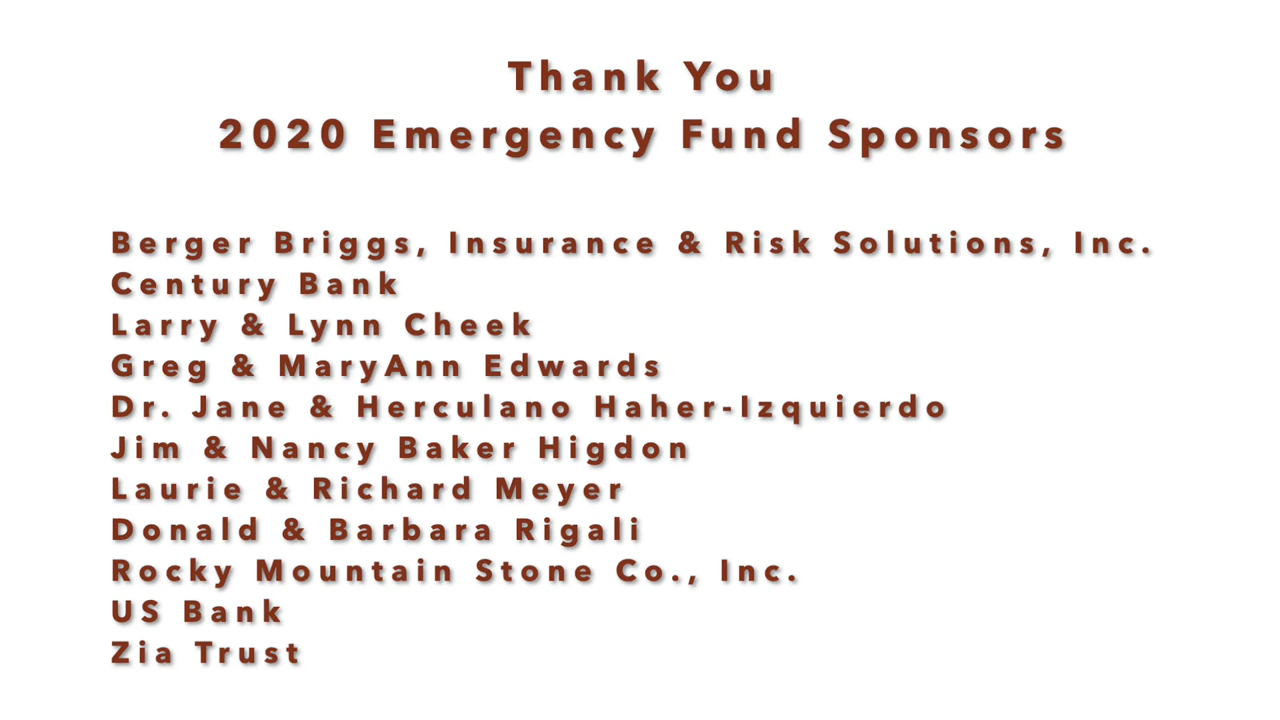 Thank You
2020 Emergency Fund Sponsors
Berger Briggs, Insurance & Risk Solutions, Inc.
Century Bank
Larry & Lynn Cheek
Greg & MaryAnn Edwards
Dr. Jane & Herculano Haher-Izquierdo
Jim & Nancy Baker Higdon
Laurie & Richard Meyer
Donald & Barbara Rigali
Rocky Mountain Stone Co., Inc.
US Bank
Zia Trust